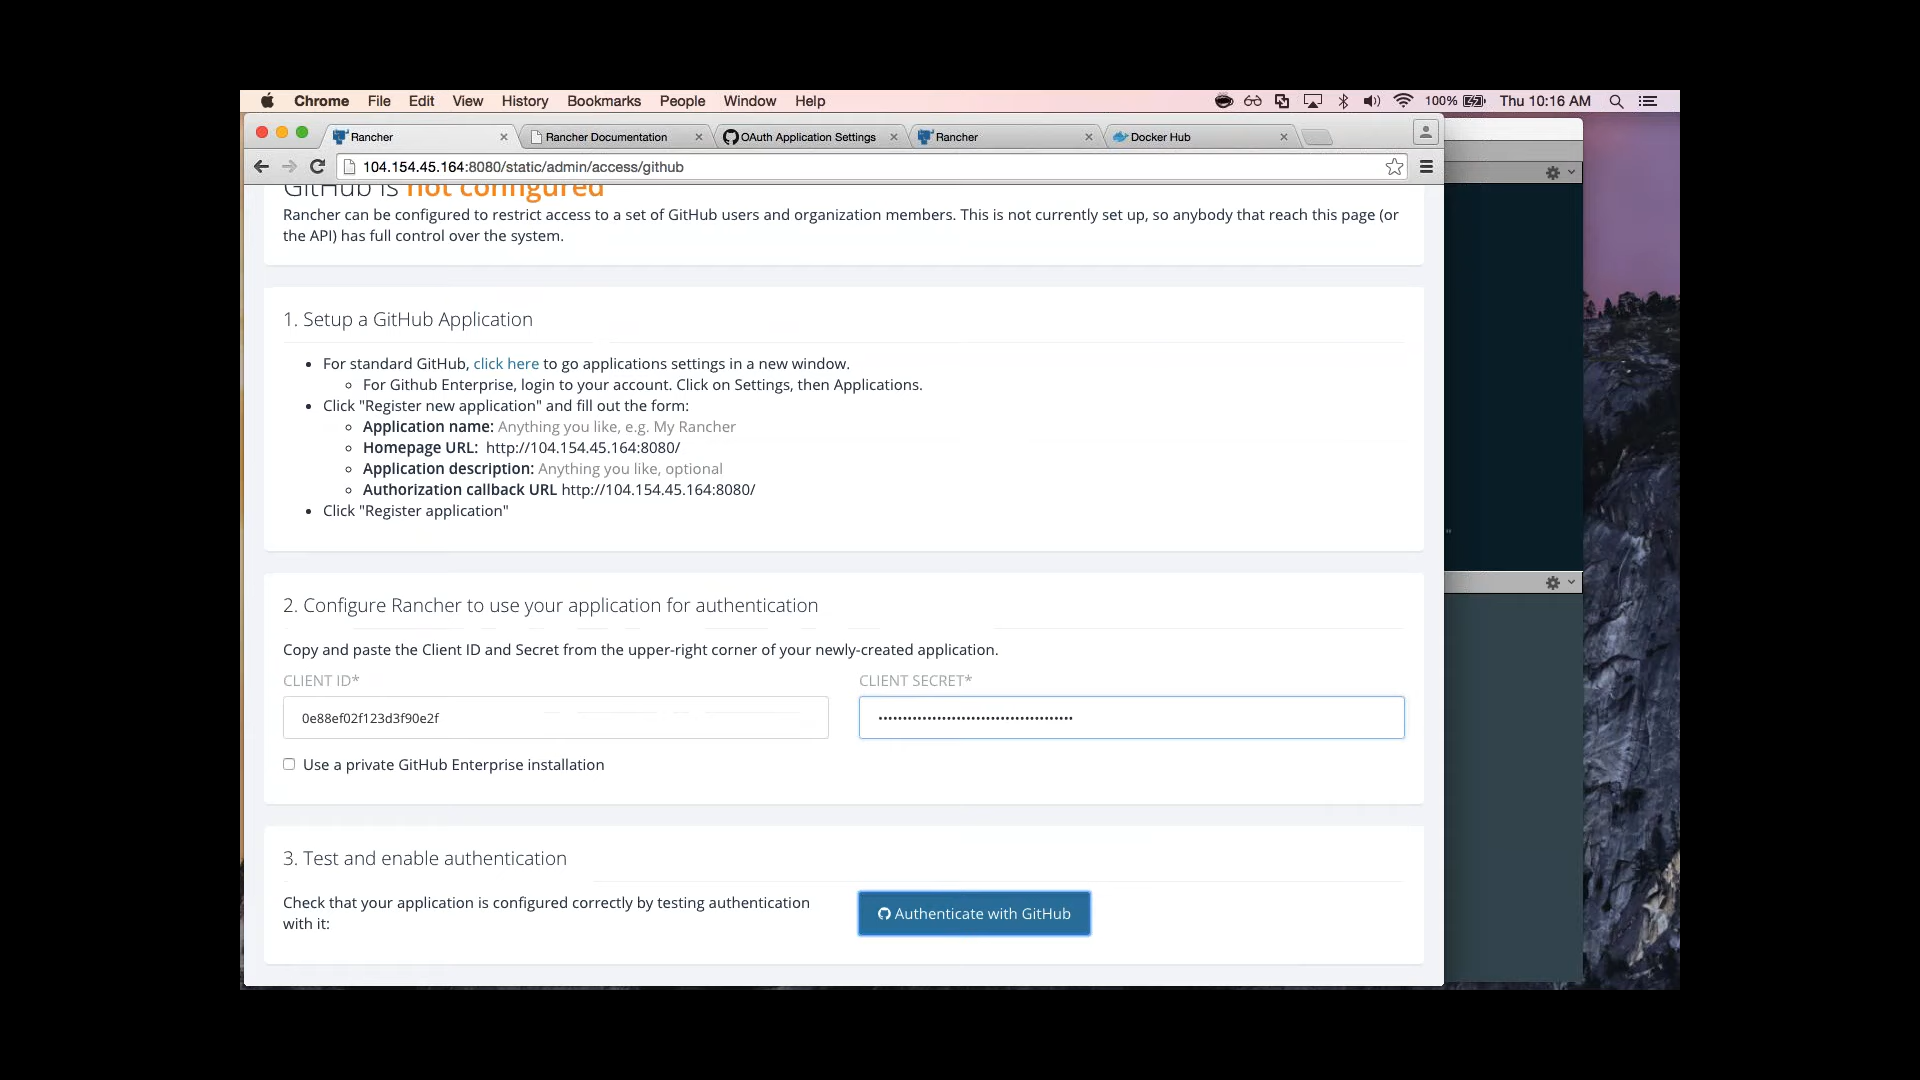 Chrome File Edit View History Bookmarks People Window Help 100% Thu 10:16 AM
Rancher Rancher Documentation OAuth Application Settings Rancher Docker Hub
104.154.45.164:8080/static/admin/access/github
GitHub is not configured
Rancher can be configured to restrict access to a set of GitHub users and organization members. This is not currently set up, so anybody that reach this page (or
the API) has full control over the system.
1. Setup a GitHub Application
For standard GitHub, click here to go applications settings in a new window.
For Github Enterprise, login to your account. Click on Settings, then Applications.
Click "Register new application" and fill out the form:
Application name: Anything you like, e.g. My Rancher
Homepage URL: http://104.154.45.164:8080/
Application description: Anything you like, optional
Authorization callback URL http://104.154.45.164:8080/
Click "Register application"
2. Configure Rancher to use your application for authentication
Copy and paste the Client ID and Secret from the upper-right corner of your newly-created application.
CLIENT ID* CLIENT SECRET*
0e88ef02f123d3f90e2f ••••••••••••••••••••••••••••••••••••••••
Use a private GitHub Enterprise installation
3. Test and enable authentication
Check that your application is configured correctly by testing authentication
with it:
Authenticate with GitHub